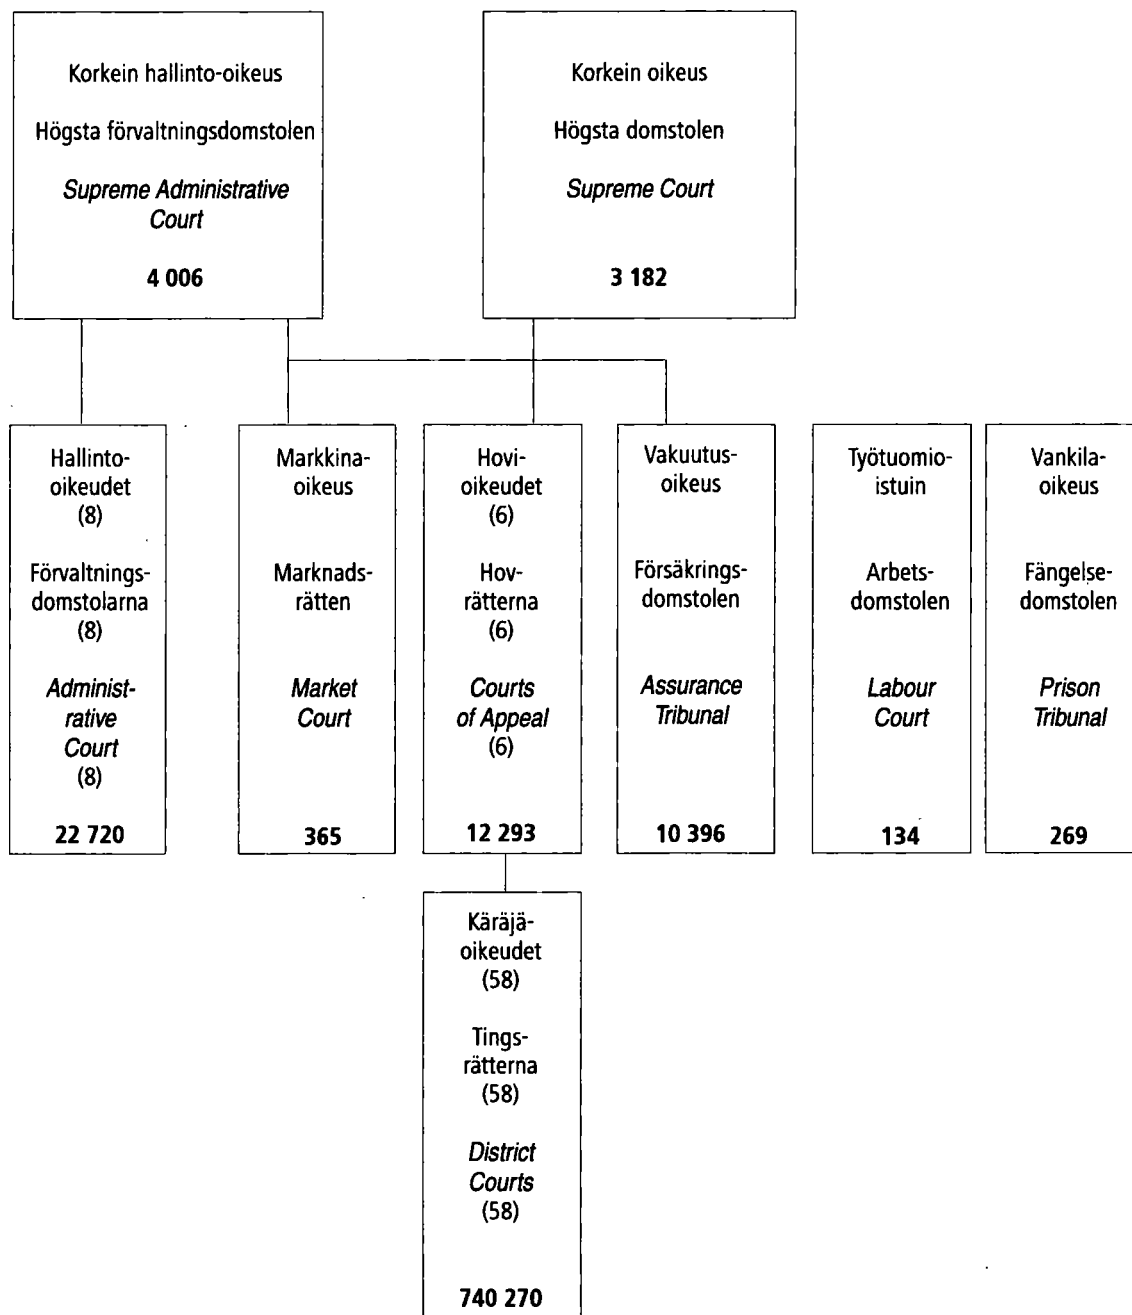 Korkein hallinto-oikeus
Högsta förvaltningsdomstolen
Supreme Administrative
Court
4 006
Korkein oikeus
Högsta domstolen
Supreme Court
3 182
Hallinto-
oikeudet
(8)
Förvaltnings-
domstolarna
(8)
Administ-
rative
Court
(8)
22 720
Markkina-
oikeus
Marknads-
rätten
Market
Court
365
Hovi-
oikeudet
(6)
Hov-
rätterna
(6)
Courts
of Appeal
(6)
12 293
Vakuutus-
oikeus
Försäkrings-
domstolen
Assurance
Tribunal
10 396
Työtuomio-
istuin
Arbets-
domstolen
Labour
Court
134
Vankila-
oikeus
Fängelse-
domstolen
Prison
Tribunal
269
Käräjä-
oikeudet
(58)
Tings-
rätterna
(58)
District
Courts
(58)
740 270